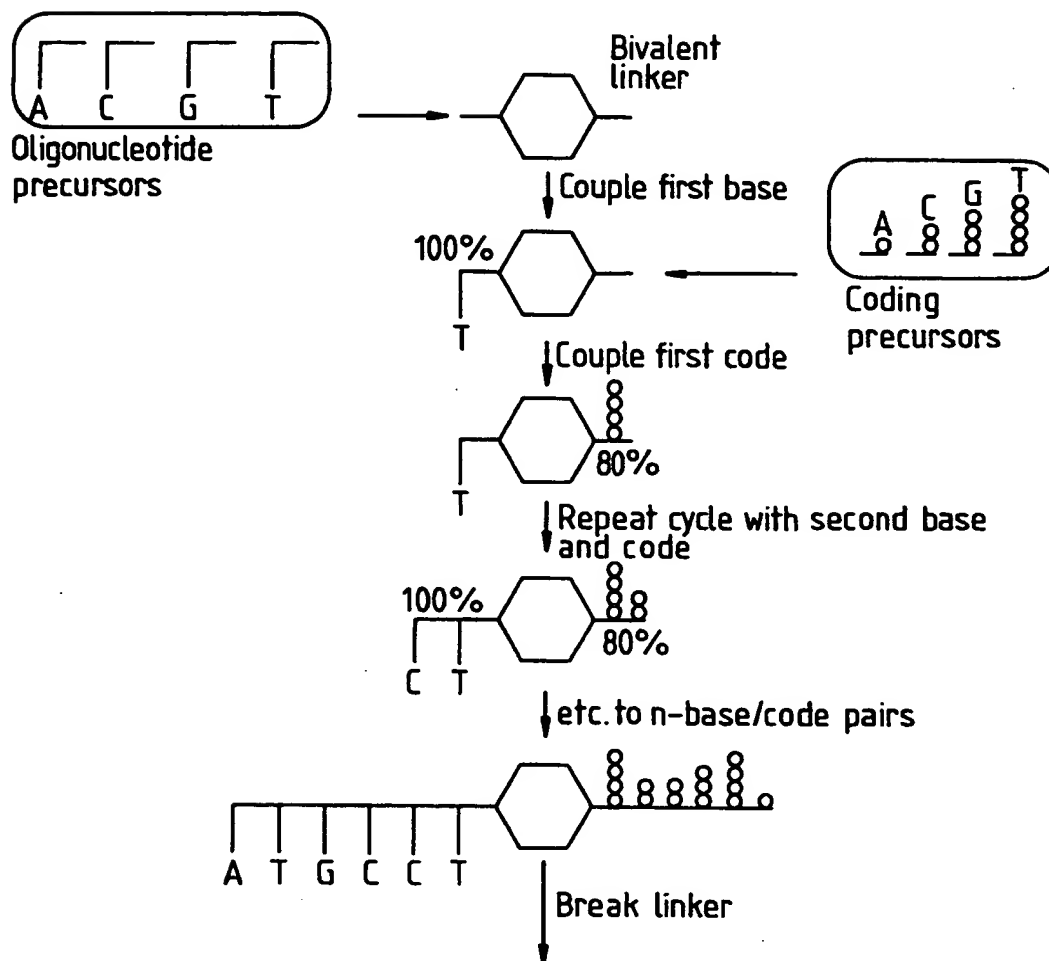 A C G T
Oligonucleotide
precursors
Bivalent
linker
Couple first base
A C G T
Coding
precursors
100%
T
Couple first code
80%
T
Repeat cycle with second base
and code
100%
80%
C T
etc. to n-base/code pairs
A T G C C T
Break linker